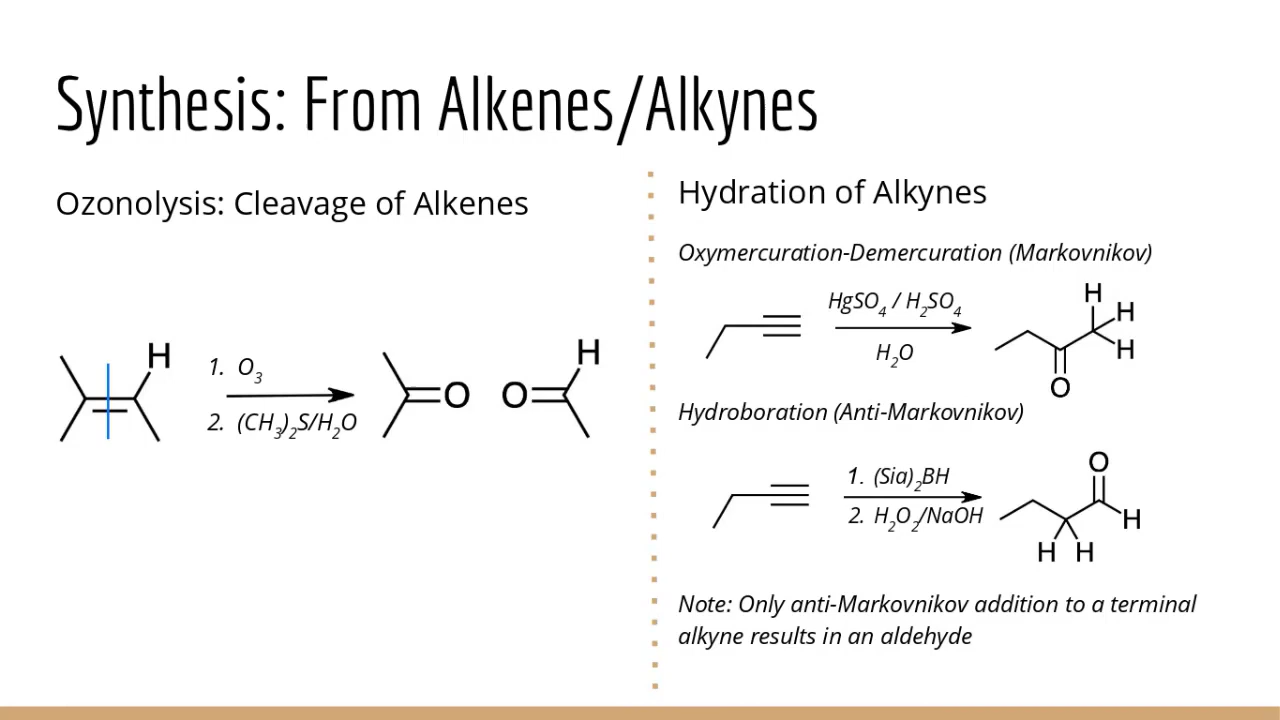 Synthesis: From Alkenes/Alkynes
Ozonolysis: Cleavage of Alkenes
H
1. O₃
2. (CH₃)₂S/H₂O
O
O
H
Hydration of Alkynes
Oxymercuration-Demercuration (Markovnikov)
HgSO₄ / H₂SO₄
H₂O
H
H
H
O
Hydroboration (Anti-Markovnikov)
1. (Sia)₂BH
2. H₂O₂/NaOH
O
H
H H
Note: Only anti-Markovnikov addition to a terminal
alkyne results in an aldehyde